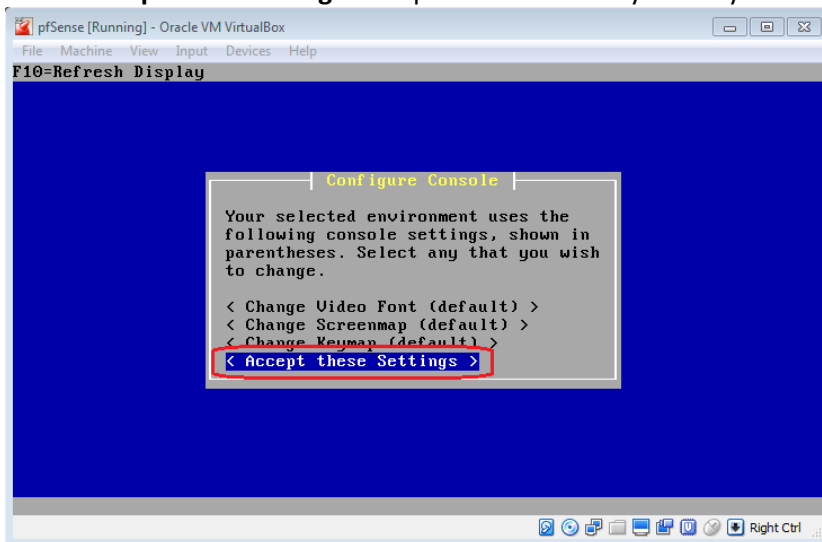 pfSense [Running] - Oracle VM VirtualBox
File Machine View Input Devices Help
F10=Refresh Display
Configure Console
Your selected environment uses the
following console settings, shown in
parentheses. Select any that you wish
to change.
< Change Video Font (default) >
< Change Screenmap (default) >
< Change Keymap (default) >
< Accept these Settings >
Right Ctrl